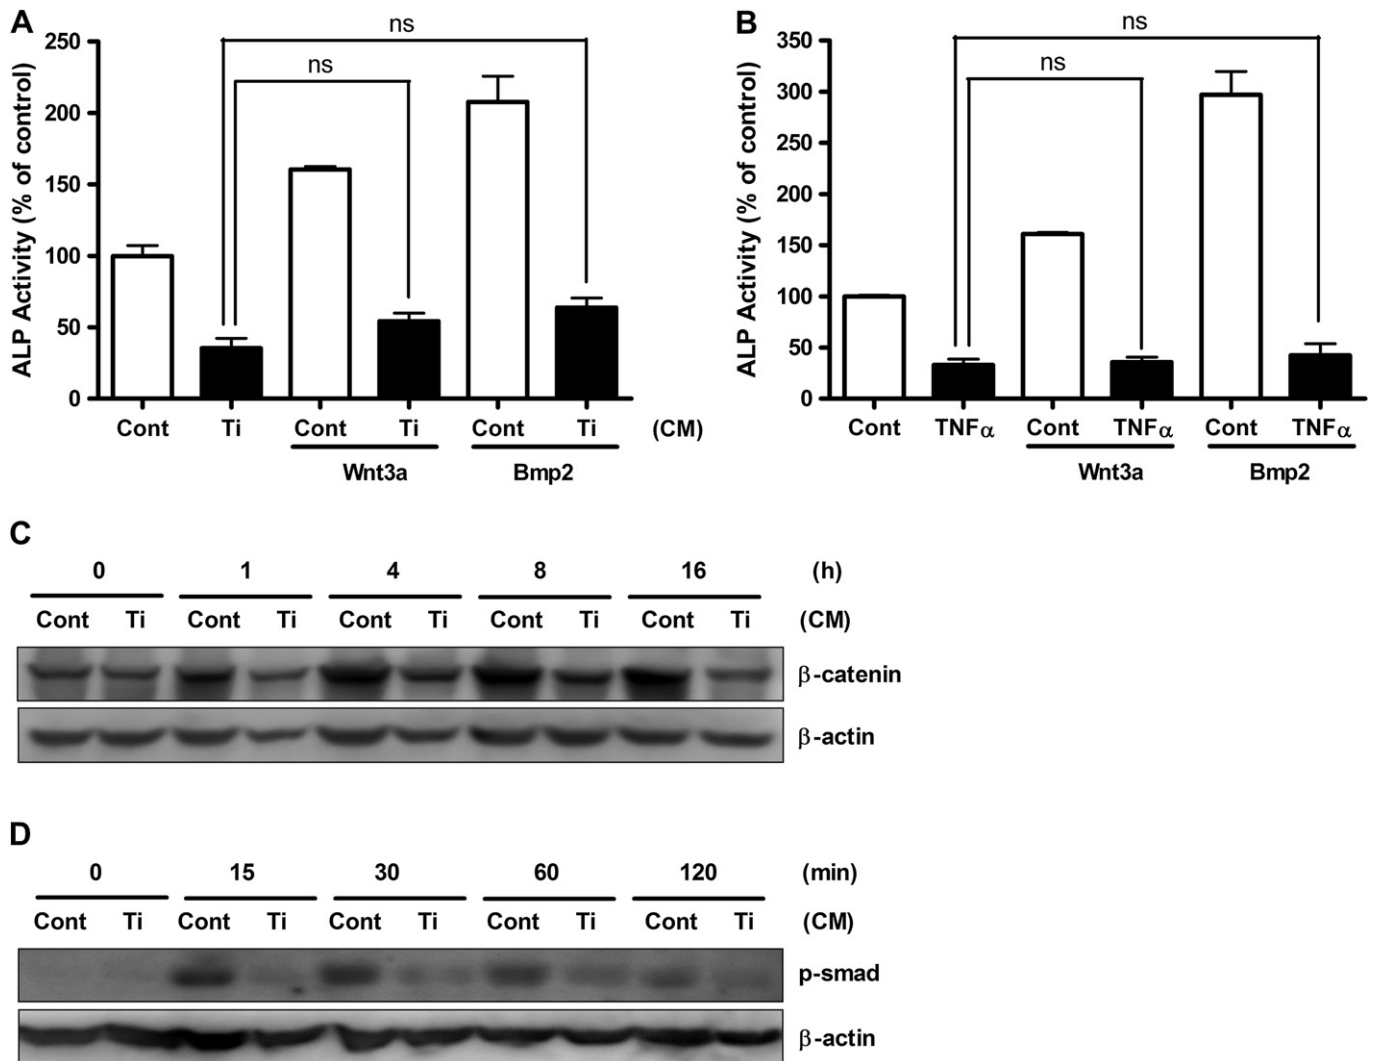 A
ns
ns
ALP Activity (% of control)
250
200
150
100
50
0
Cont Ti Cont Ti Cont Ti (CM)
Wnt3a Bmp2
B
ns
ns
ALP Activity (% of control)
350
300
250
200
150
100
50
0
Cont TNFα Cont TNFα Cont TNFα
Wnt3a Bmp2
C
0 1 4 8 16 (h)
Cont Ti Cont Ti Cont Ti Cont Ti Cont Ti (CM)
β-catenin
β-actin
D
0 15 30 60 120 (min)
Cont Ti Cont Ti Cont Ti Cont Ti Cont Ti (CM)
p-smad
β-actin